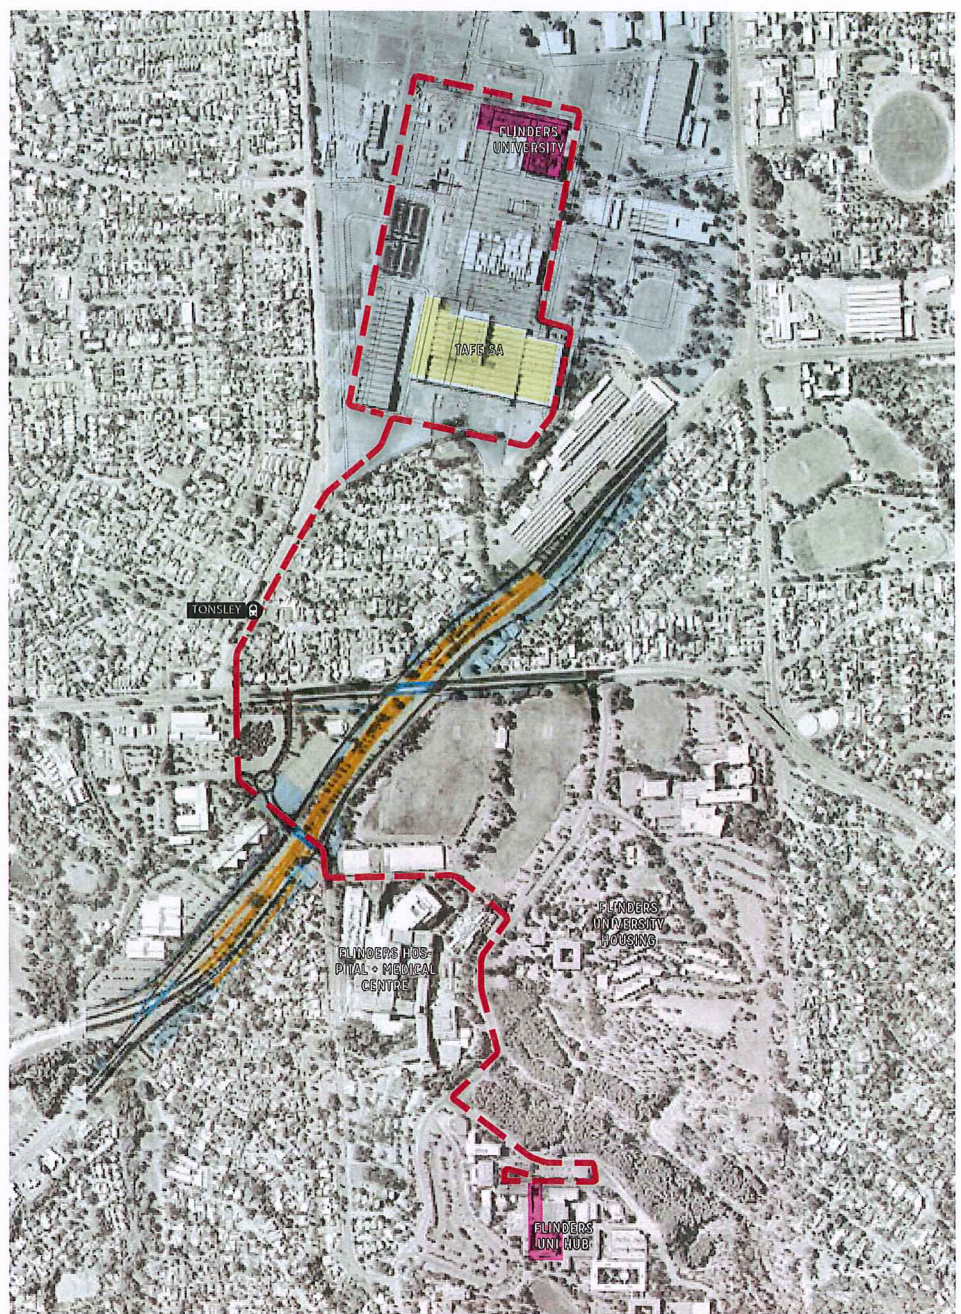 FLINDERS
UNIVERSITY
TAFE SA
TONSLEY
FLINDERS
UNIVERSITY
HOUSING
FLINDERS HOS-
PITAL + MEDICAL
CENTRE
FLINDERS
UNI HUB